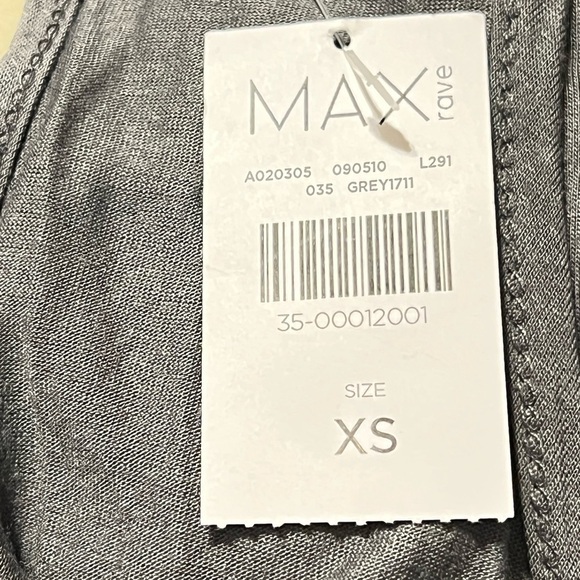 MAX rave
A020305 090510 L291
035 GREY1711
35-00012001
SIZE
XS